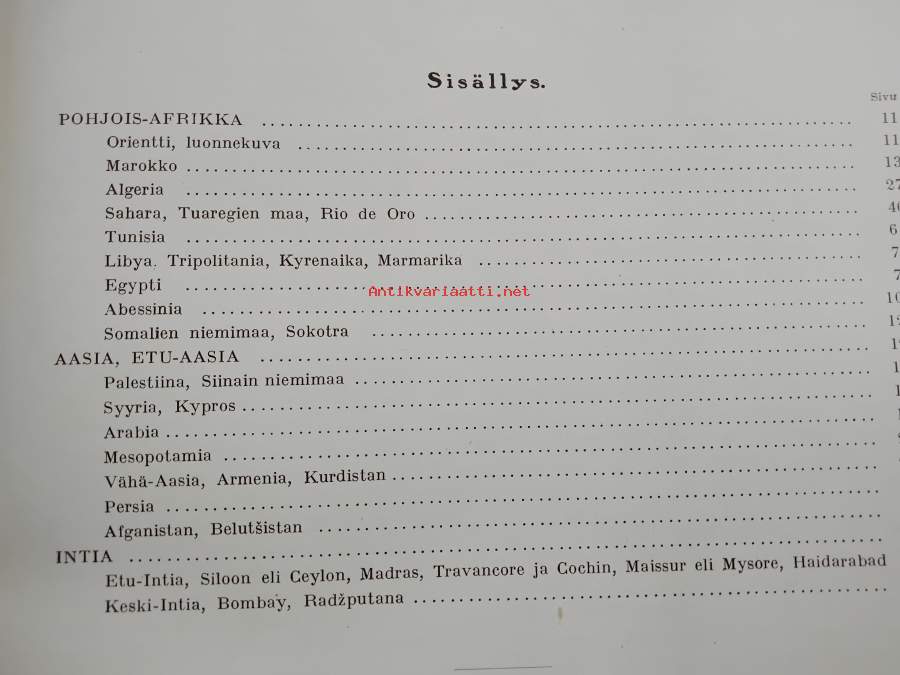 Sisällys.
Sivu
POHJOIS-AFRIKKA 11
Orientti, luonnekuva 11
Marokko 13
Algeria 27
Sahara, Tuaregien maa, Rio de Oro
Tunisia
Libya. Tripolitania, Kyrenaika, Marmarika
Egypti
Antikvariaatti.net
Abessinia
Somalien niemimaa, Sokotra
AASIA, ETU-AASIA
Palestiina, Siinain niemimaa
Syyria, Kypros
Arabia
Mesopotamia
Vähä-Aasia, Armenia, Kurdistan
Persia
Afganistan, Belutšistan
INTIA
Etu-Intia, Siloon eli Ceylon, Madras, Travancore ja Cochin, Maissur eli Mysore, Haidarabad
Keski-Intia, Bombay, Radžputana